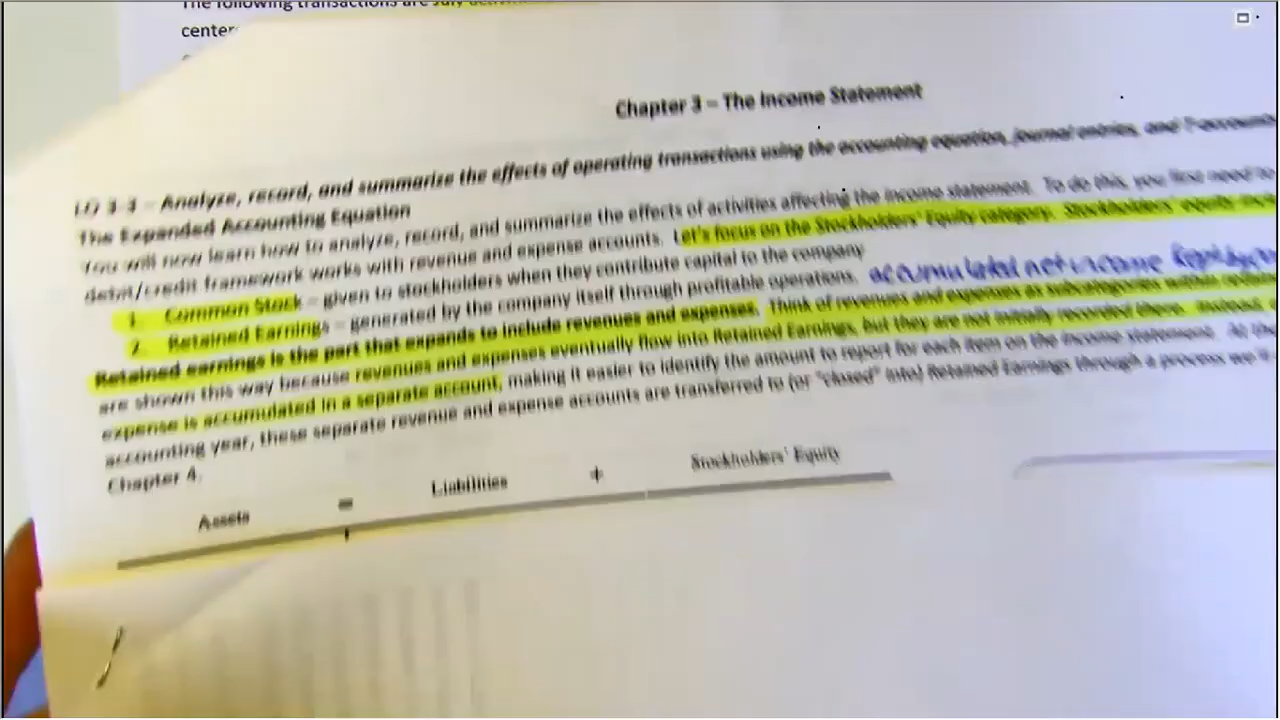 The following transactions are July
center
Chapter 3 – The Income Statement
LO 3-3 – Analyze, record, and summarize the effects of operating transactions using the accounting equation, journal entries, and T-accounts
The Expanded Accounting Equation
You will now learn how to analyze, record, and summarize the effects of activities affecting the income statement. To do this, you first need to
debit/credit framework works with revenue and expense accounts. Let's focus on the Stockholders' Equity category. Stockholders' equity
1. Common Stock – given to stockholders when they contribute capital to the company
2. Retained Earnings – generated by the company itself through profitable operations. accumulated net income
Retained earnings is the part that expands to include revenues and expenses. Think of revenues and expenses as subcategories within
are shown this way because revenues and expenses eventually flow into Retained Earnings, but they are not initially recorded there. Instead,
expense is accumulated in a separate account, making it easier to identify the amount to report for each item on the income statement. At the
accounting year, these separate revenue and expense accounts are transferred to (or "closed" into) Retained Earnings through a process we'll
Chapter 4.
Assets = Liabilities + Stockholders' Equity